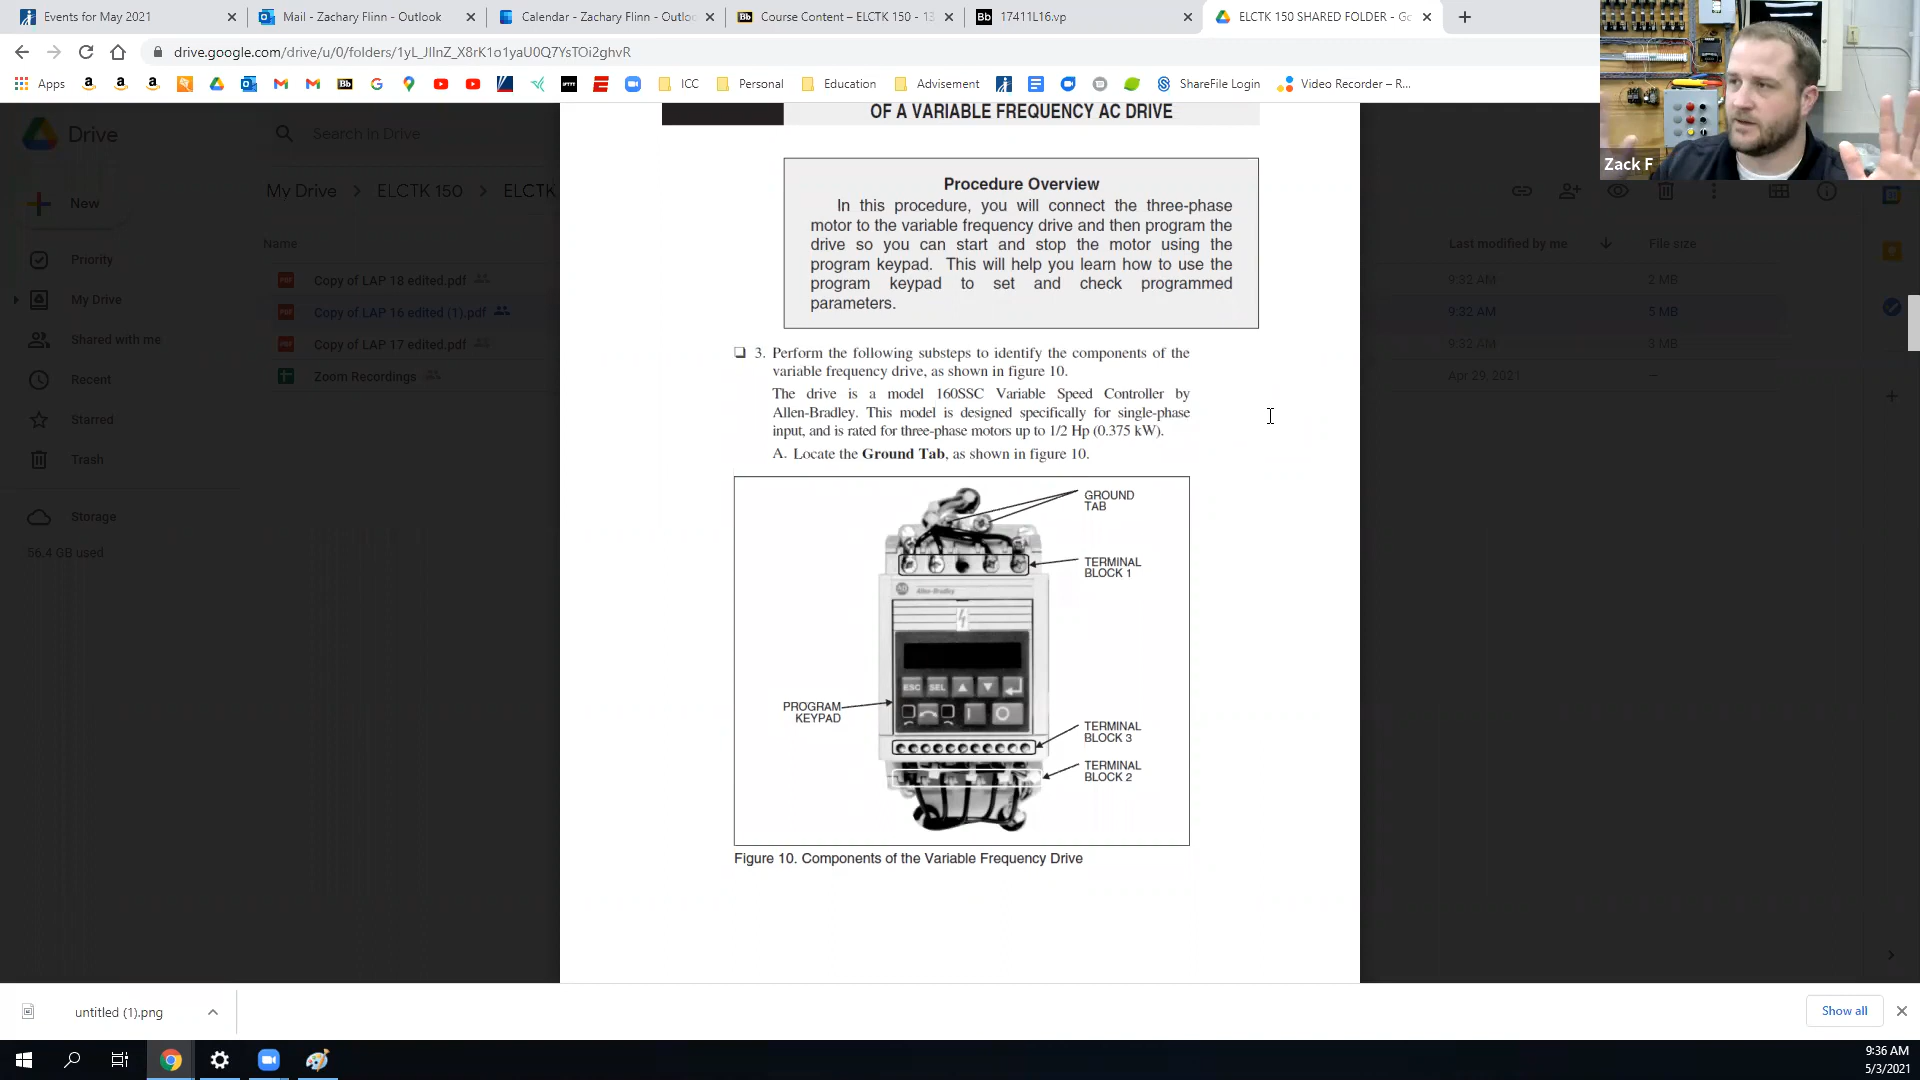 Events for May 2021
Mail - Zachary Flinn - Outlook
Calendar - Zachary Flinn - Outlo
Course Content – ELCTK 150 - 13
Bb
17411L16.vp
ELCTK 150 SHARED FOLDER - Go
drive.google.com/drive/u/0/folders/1yL_JIlnZ_X8rK1o1yaU0Q7YsTOi2ghvR
Apps
ICC
Personal
Education
Advisement
ShareFile Login
Video Recorder – R...
Zack F
Drive
Search in Drive
New
My Drive
ELCTK 150
ELCTK
Name
Last modified by me
File size
Priority
My Drive
Shared with me
Recent
Starred
Trash
Storage
56.4 GB used
Copy of LAP 18 edited.pdf
9:32 AM
2 MB
Copy of LAP 16 edited (1).pdf
9:32 AM
5 MB
Copy of LAP 17 edited.pdf
9:32 AM
3 MB
Zoom Recordings
Apr 29, 2021
—
OF A VARIABLE FREQUENCY AC DRIVE
Procedure Overview
In this procedure, you will connect the three-phase
motor to the variable frequency drive and then program the
drive so you can start and stop the motor using the
program keypad. This will help you learn how to use the
program keypad to set and check programmed
parameters.
❑ 3. Perform the following substeps to identify the components of the
variable frequency drive, as shown in figure 10.
The drive is a model 160SSC Variable Speed Controller by
Allen-Bradley. This model is designed specifically for single-phase
input, and is rated for three-phase motors up to 1/2 Hp (0.375 kW).
A. Locate the Ground Tab, as shown in figure 10.
GROUND
TAB
TERMINAL
BLOCK 1
Allen-Bradley
ESC
SEL
PROGRAM
KEYPAD
TERMINAL
BLOCK 3
TERMINAL
BLOCK 2
Figure 10. Components of the Variable Frequency Drive
untitled (1).png
Show all
9:36 AM
5/3/2021